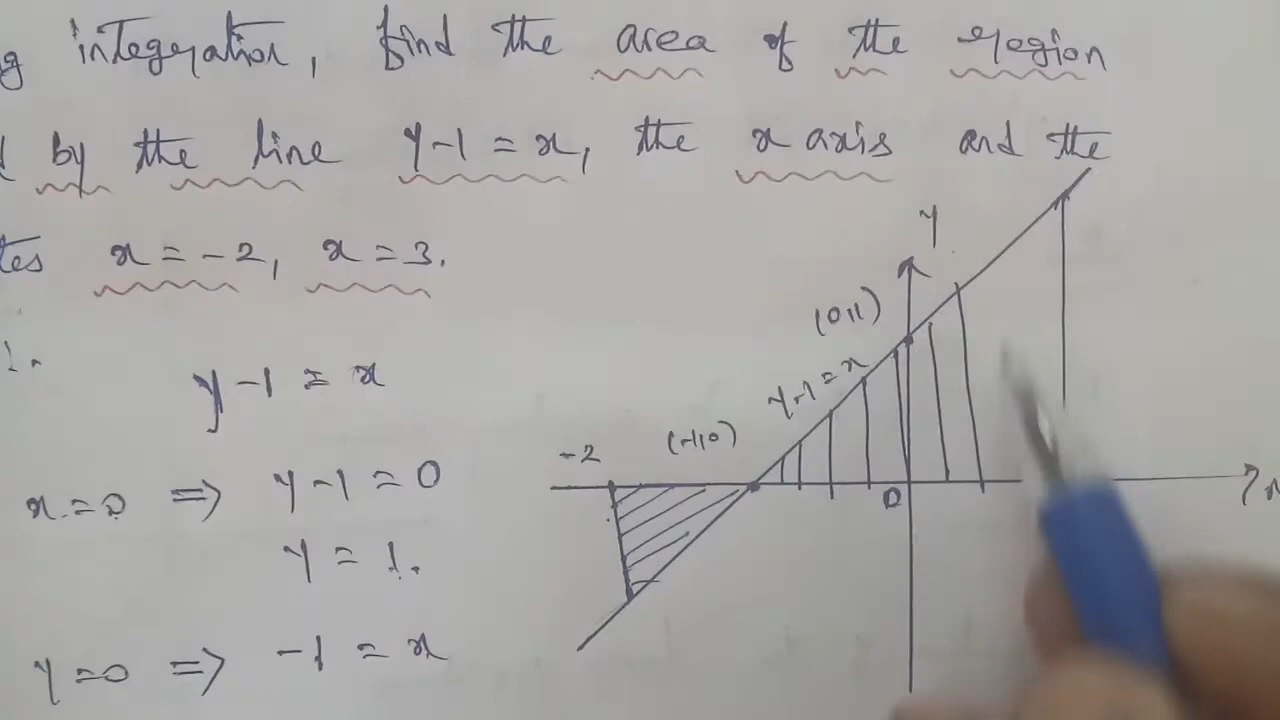 g integration, find the area of the region
d by the line y-1 = x, the x axis and the
tes x = -2, x = 3.
y
(0,1)
y-1 = x
y-1 = x
(-1,0)
-2
x = 0 ⇒ y-1 = 0
0
x
y = 1.
y = 0 ⇒ -1 = x